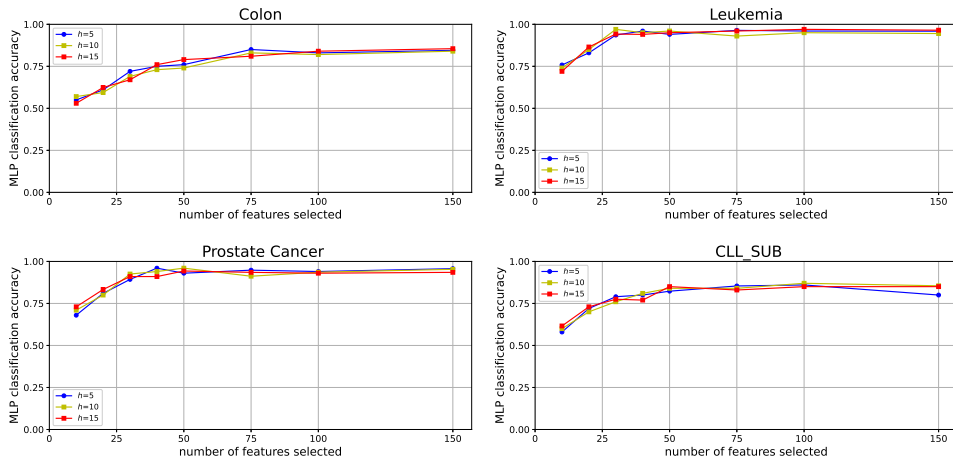 Colon
MLP classification accuracy
1.00
0.75
0.50
0.25
0.00
h=5
h=10
h=15
0 25 50 75 100 125 150
number of features selected
Leukemia
MLP classification accuracy
1.00
0.75
0.50
0.25
0.00
h=5
h=10
h=15
0 25 50 75 100 125 150
number of features selected
Prostate Cancer
MLP classification accuracy
1.00
0.75
0.50
0.25
0.00
h=5
h=10
h=15
0 25 50 75 100 125 150
number of features selected
CLL_SUB
MLP classification accuracy
1.00
0.75
0.50
0.25
0.00
h=5
h=10
h=15
0 25 50 75 100 125 150
number of features selected